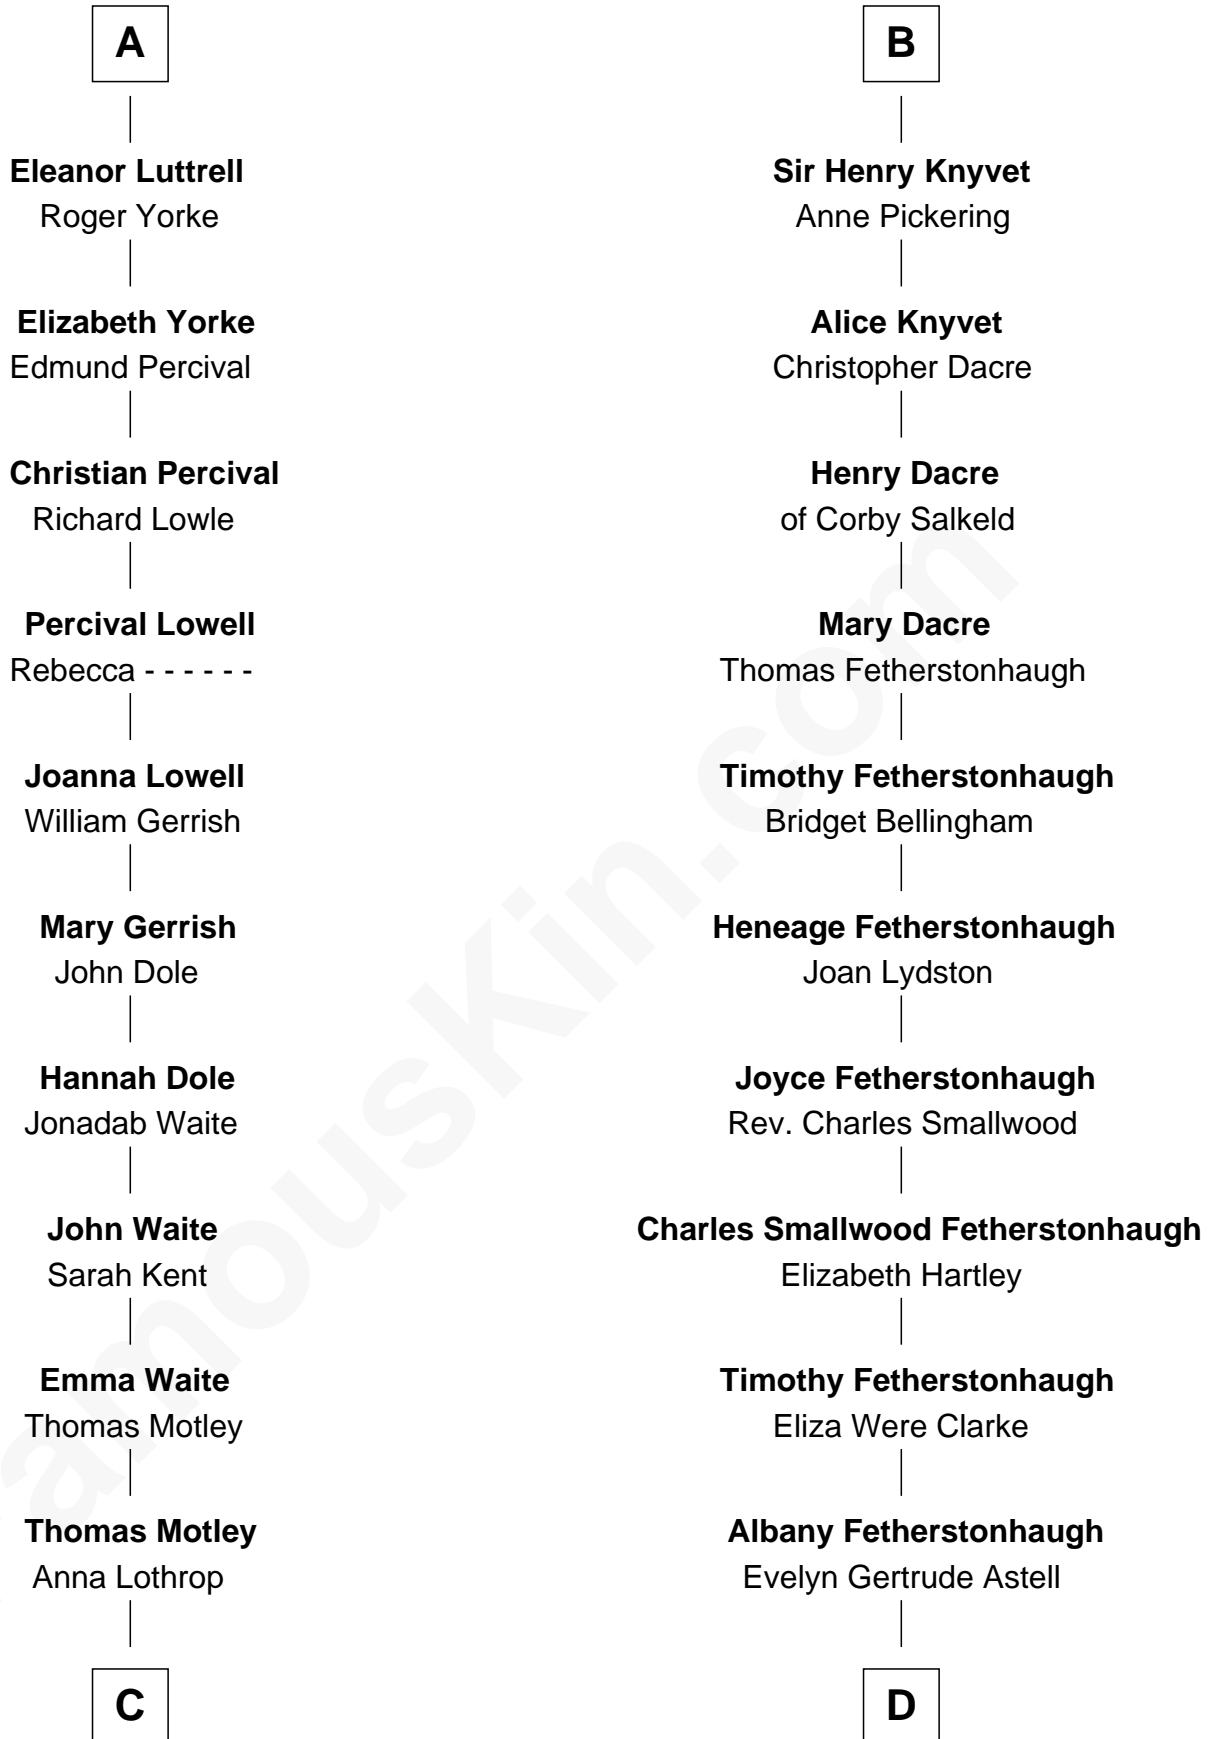 A
Eleanor Luttrell
Roger Yorke
Elizabeth Yorke
Edmund Percival
Christian Percival
Richard Lowle
Percival Lowell
Rebecca - - - - - -
Joanna Lowell
William Gerrish
Mary Gerrish
John Dole
Hannah Dole
Jonadab Waite
John Waite
Sarah Kent
Emma Waite
Thomas Motley
Thomas Motley
Anna Lothrop
C
B
Sir Henry Knyvet
Anne Pickering
Alice Knyvet
Christopher Dacre
Henry Dacre
of Corby Salkeld
Mary Dacre
Thomas Fetherstonhaugh
Timothy Fetherstonhaugh
Bridget Bellingham
Heneage Fetherstonhaugh
Joan Lydston
Joyce Fetherstonhaugh
Rev. Charles Smallwood
Charles Smallwood Fetherstonhaugh
Elizabeth Hartley
Timothy Fetherstonhaugh
Eliza Were Clarke
Albany Fetherstonhaugh
Evelyn Gertrude Astell
D
amouskin.com